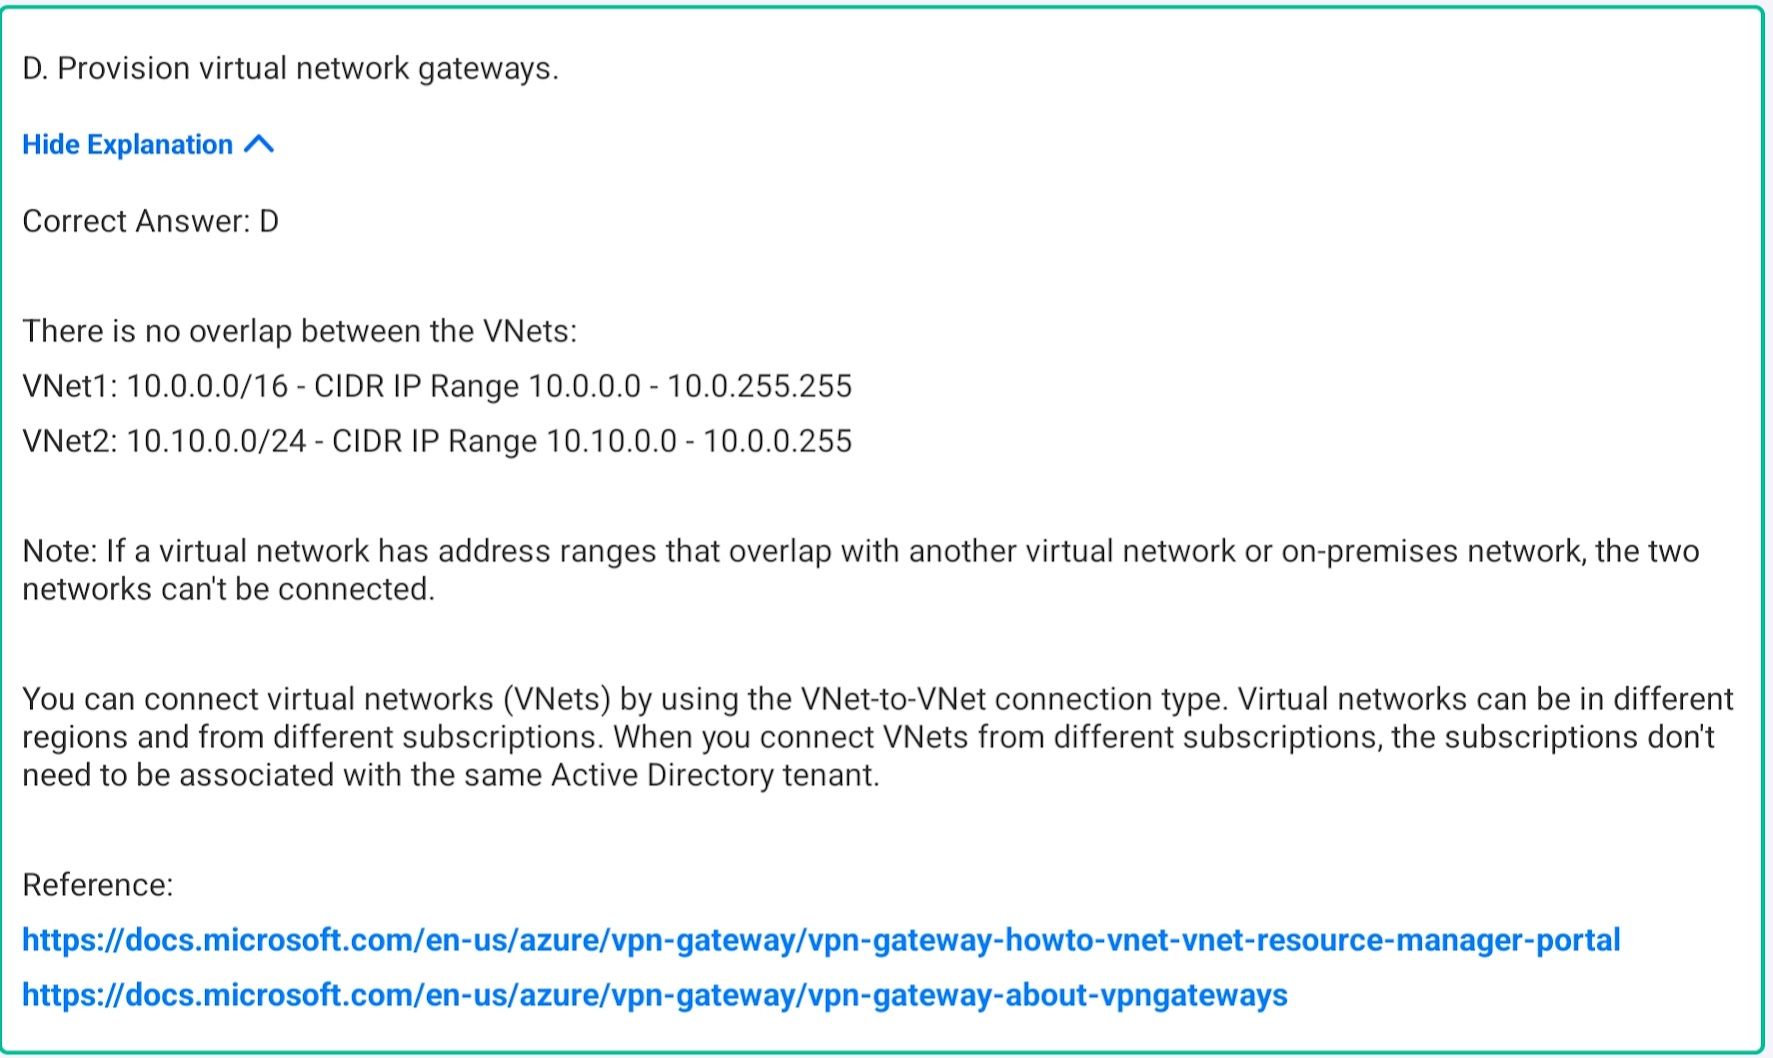 D. Provision virtual network gateways.
Hide Explanation
Correct Answer: D
There is no overlap between the VNets:
VNet1: 10.0.0.0/16 - CIDR IP Range 10.0.0.0 - 10.0.255.255
VNet2: 10.10.0.0/24 - CIDR IP Range 10.10.0.0 - 10.0.0.255
Note: If a virtual network has address ranges that overlap with another virtual network or on-premises network, the two
networks can't be connected.
You can connect virtual networks (VNets) by using the VNet-to-VNet connection type. Virtual networks can be in different
regions and from different subscriptions. When you connect VNets from different subscriptions, the subscriptions don't
need to be associated with the same Active Directory tenant.
Reference:
https://docs.microsoft.com/en-us/azure/vpn-gateway/vpn-gateway-howto-vnet-vnet-resource-manager-portal
https://docs.microsoft.com/en-us/azure/vpn-gateway/vpn-gateway-about-vpngateways